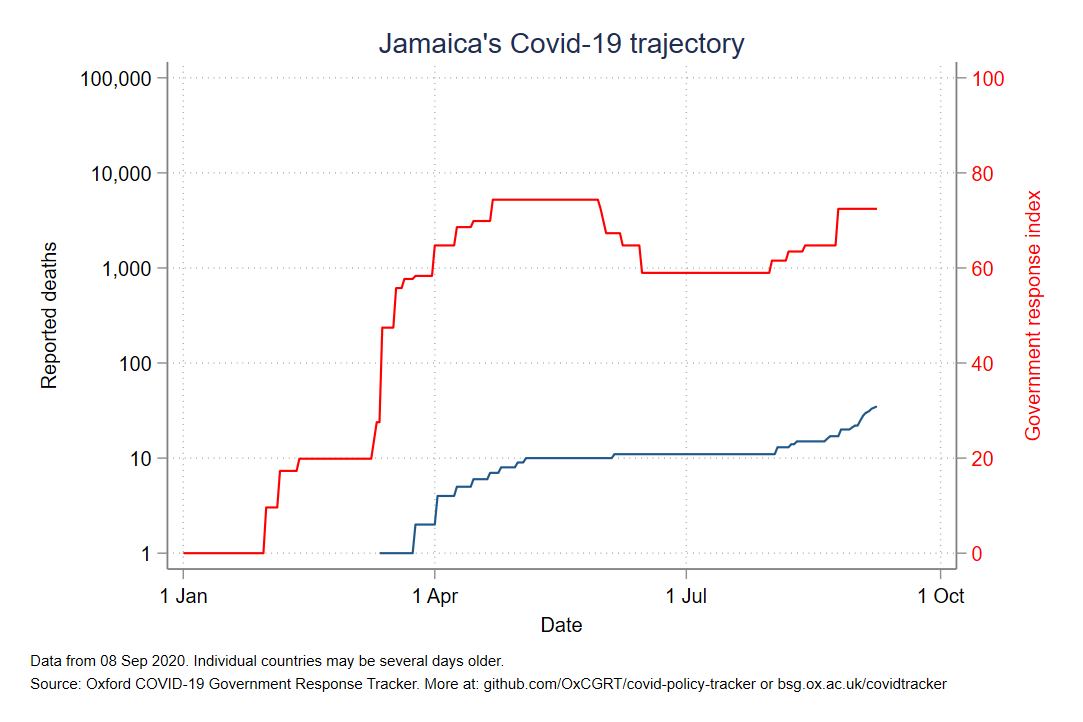 Jamaica's Covid-19 trajectory
100,000
10,000
1,000
100
10
1
Reported deaths
100
80
60
40
20
0
Government response index
1 Jan
1 Apr
1 Jul
1 Oct
Date
Data from 08 Sep 2020. Individual countries may be several days older.
Source: Oxford COVID-19 Government Response Tracker. More at: github.com/OxCGRT/covid-policy-tracker or bsg.ox.ac.uk/covidtracker